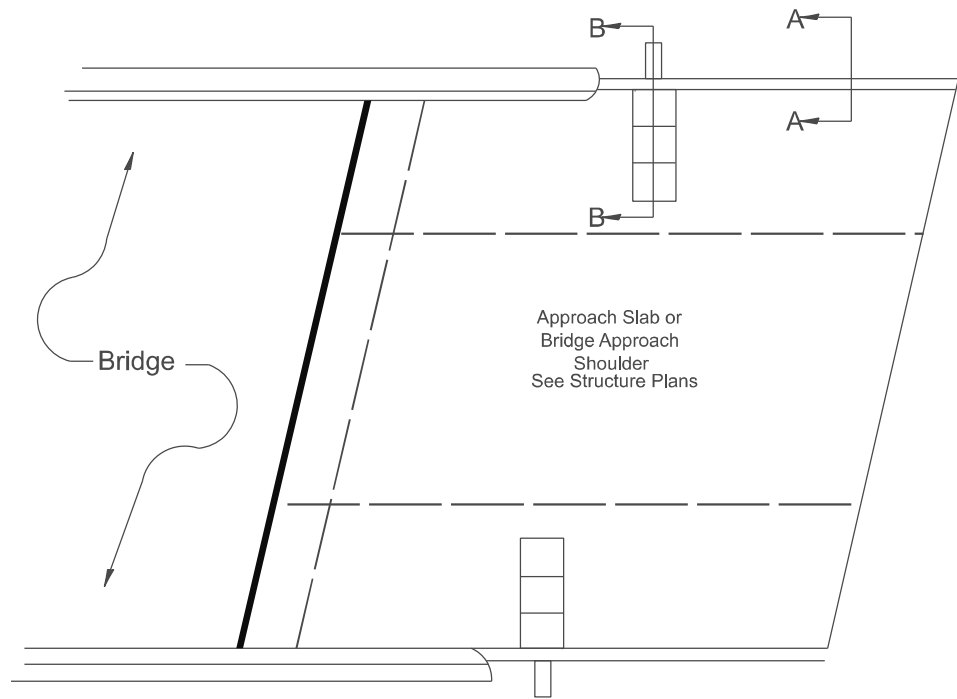 B
A
A
B
Approach Slab or
Bridge Approach
Shoulder
See Structure Plans
Bridge